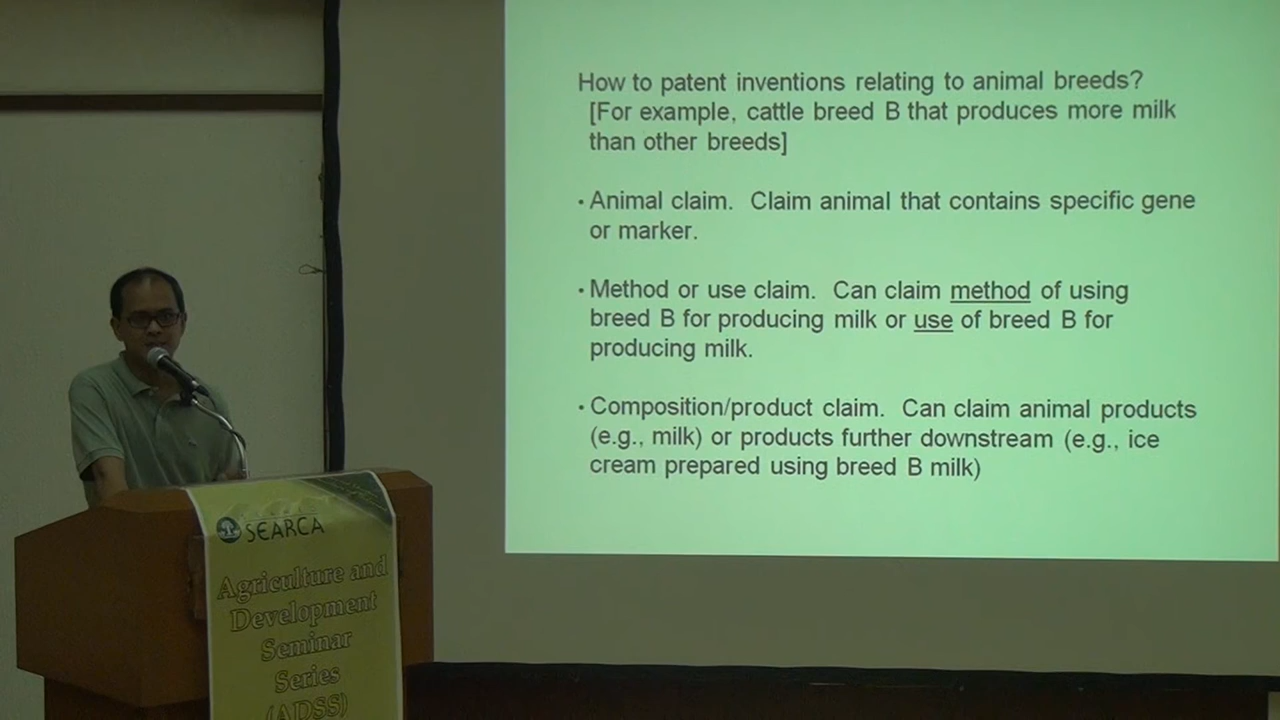 How to patent inventions relating to animal breeds?
[For example, cattle breed B that produces more milk
than other breeds]
• Animal claim. Claim animal that contains specific gene
or marker.
• Method or use claim. Can claim method of using
breed B for producing milk or use of breed B for
producing milk.
• Composition/product claim. Can claim animal products
(e.g., milk) or products further downstream (e.g., ice
cream prepared using breed B milk)
SEARCA
Agriculture and
Development
Seminar
Series
(ADSS)